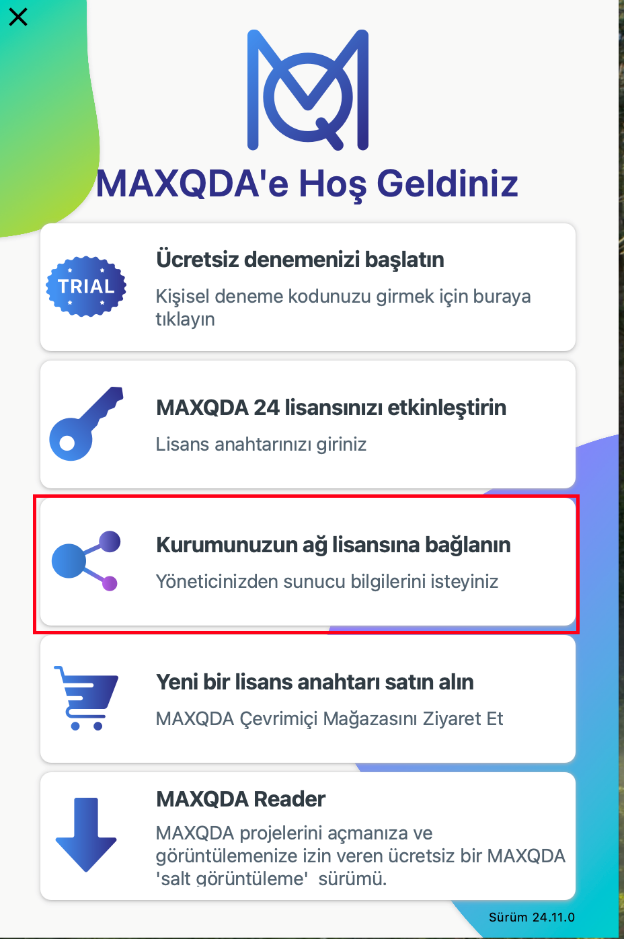 MAXQDA'e Hoş Geldiniz
TRIAL
Ücretsiz denemenizi başlatın
Kişisel deneme kodunuzu girmek için buraya
tıklayın
MAXQDA 24 lisansınızı etkinleştirin
Lisans anahtarınızı giriniz
Kurumunuzun ağ lisansına bağlanın
Yöneticinizden sunucu bilgilerini isteyiniz
Yeni bir lisans anahtarı satın alın
MAXQDA Çevrimiçi Mağazasını Ziyaret Et
MAXQDA Reader
MAXQDA projelerini açmanıza ve
görüntülemenize izin veren ücretsiz bir MAXQDA
'salt görüntüleme' sürümü.
Sürüm 24.11.0